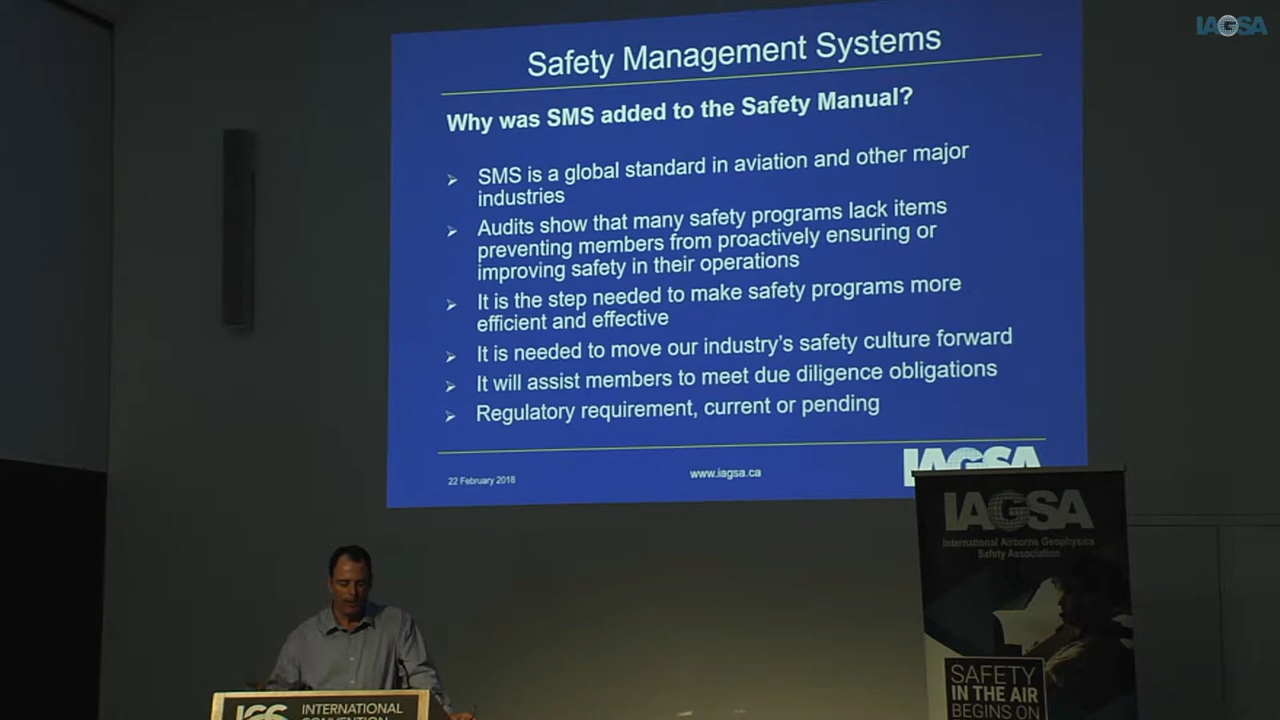 IAGSA
Safety Management Systems
Why was SMS added to the Safety Manual?
SMS is a global standard in aviation and other major
industries
Audits show that many safety programs lack items
preventing members from proactively ensuring or
improving safety in their operations
It is the step needed to make safety programs more
efficient and effective
It is needed to move our industry's safety culture forward
It will assist members to meet due diligence obligations
Regulatory requirement, current or pending
22 February 2018
www.iagsa.ca
IAGSA
IAGSA
International Airborne Geophysics
Safety Association
SAFETY
IN THE AIR
BEGINS ON
INTERNATIONAL
CONVENTION